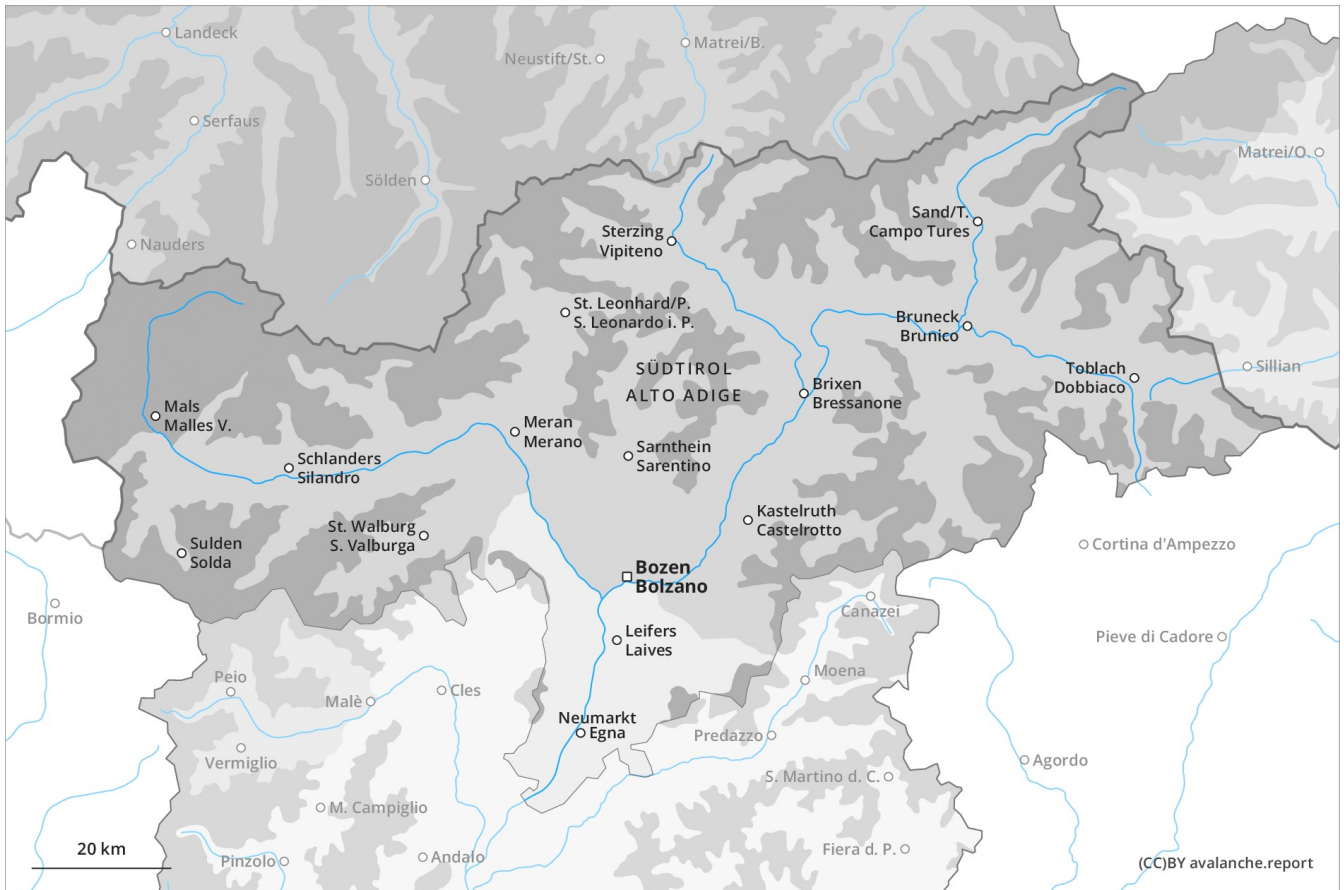 Landeck
Matrei/B.
Neustift/St.
Serfaus
Matrei/O.
Sölden
Sand/T.
Campo Tures
Sterzing
Vipiteno
Nauders
St. Leonhard/P.
S. Leonardo i. P.
Bruneck
Brunico
SÜDTIROL
ALTO ADIGE
Toblach
Dobbiaco
Sillian
Brixen
Bressanone
Mals
Malles V.
Meran
Merano
Sarnthein
Sarentino
Schlanders
Silandro
Kastelruth
Castelrotto
St. Walburg
S. Valburga
Sulden
Solda
Cortina d'Ampezzo
Bozen
Bolzano
Bormio
Canazei
Leifers
Laives
Pieve di Cadore
Moena
Peio
Malè
Cles
Neumarkt
Egna
Predazzo
Vermiglio
Agordo
S. Martino d. C.
M. Campiglio
20 km
Pinzolo
Andalo
Fiera d. P.
(CC)BY avalanche.report